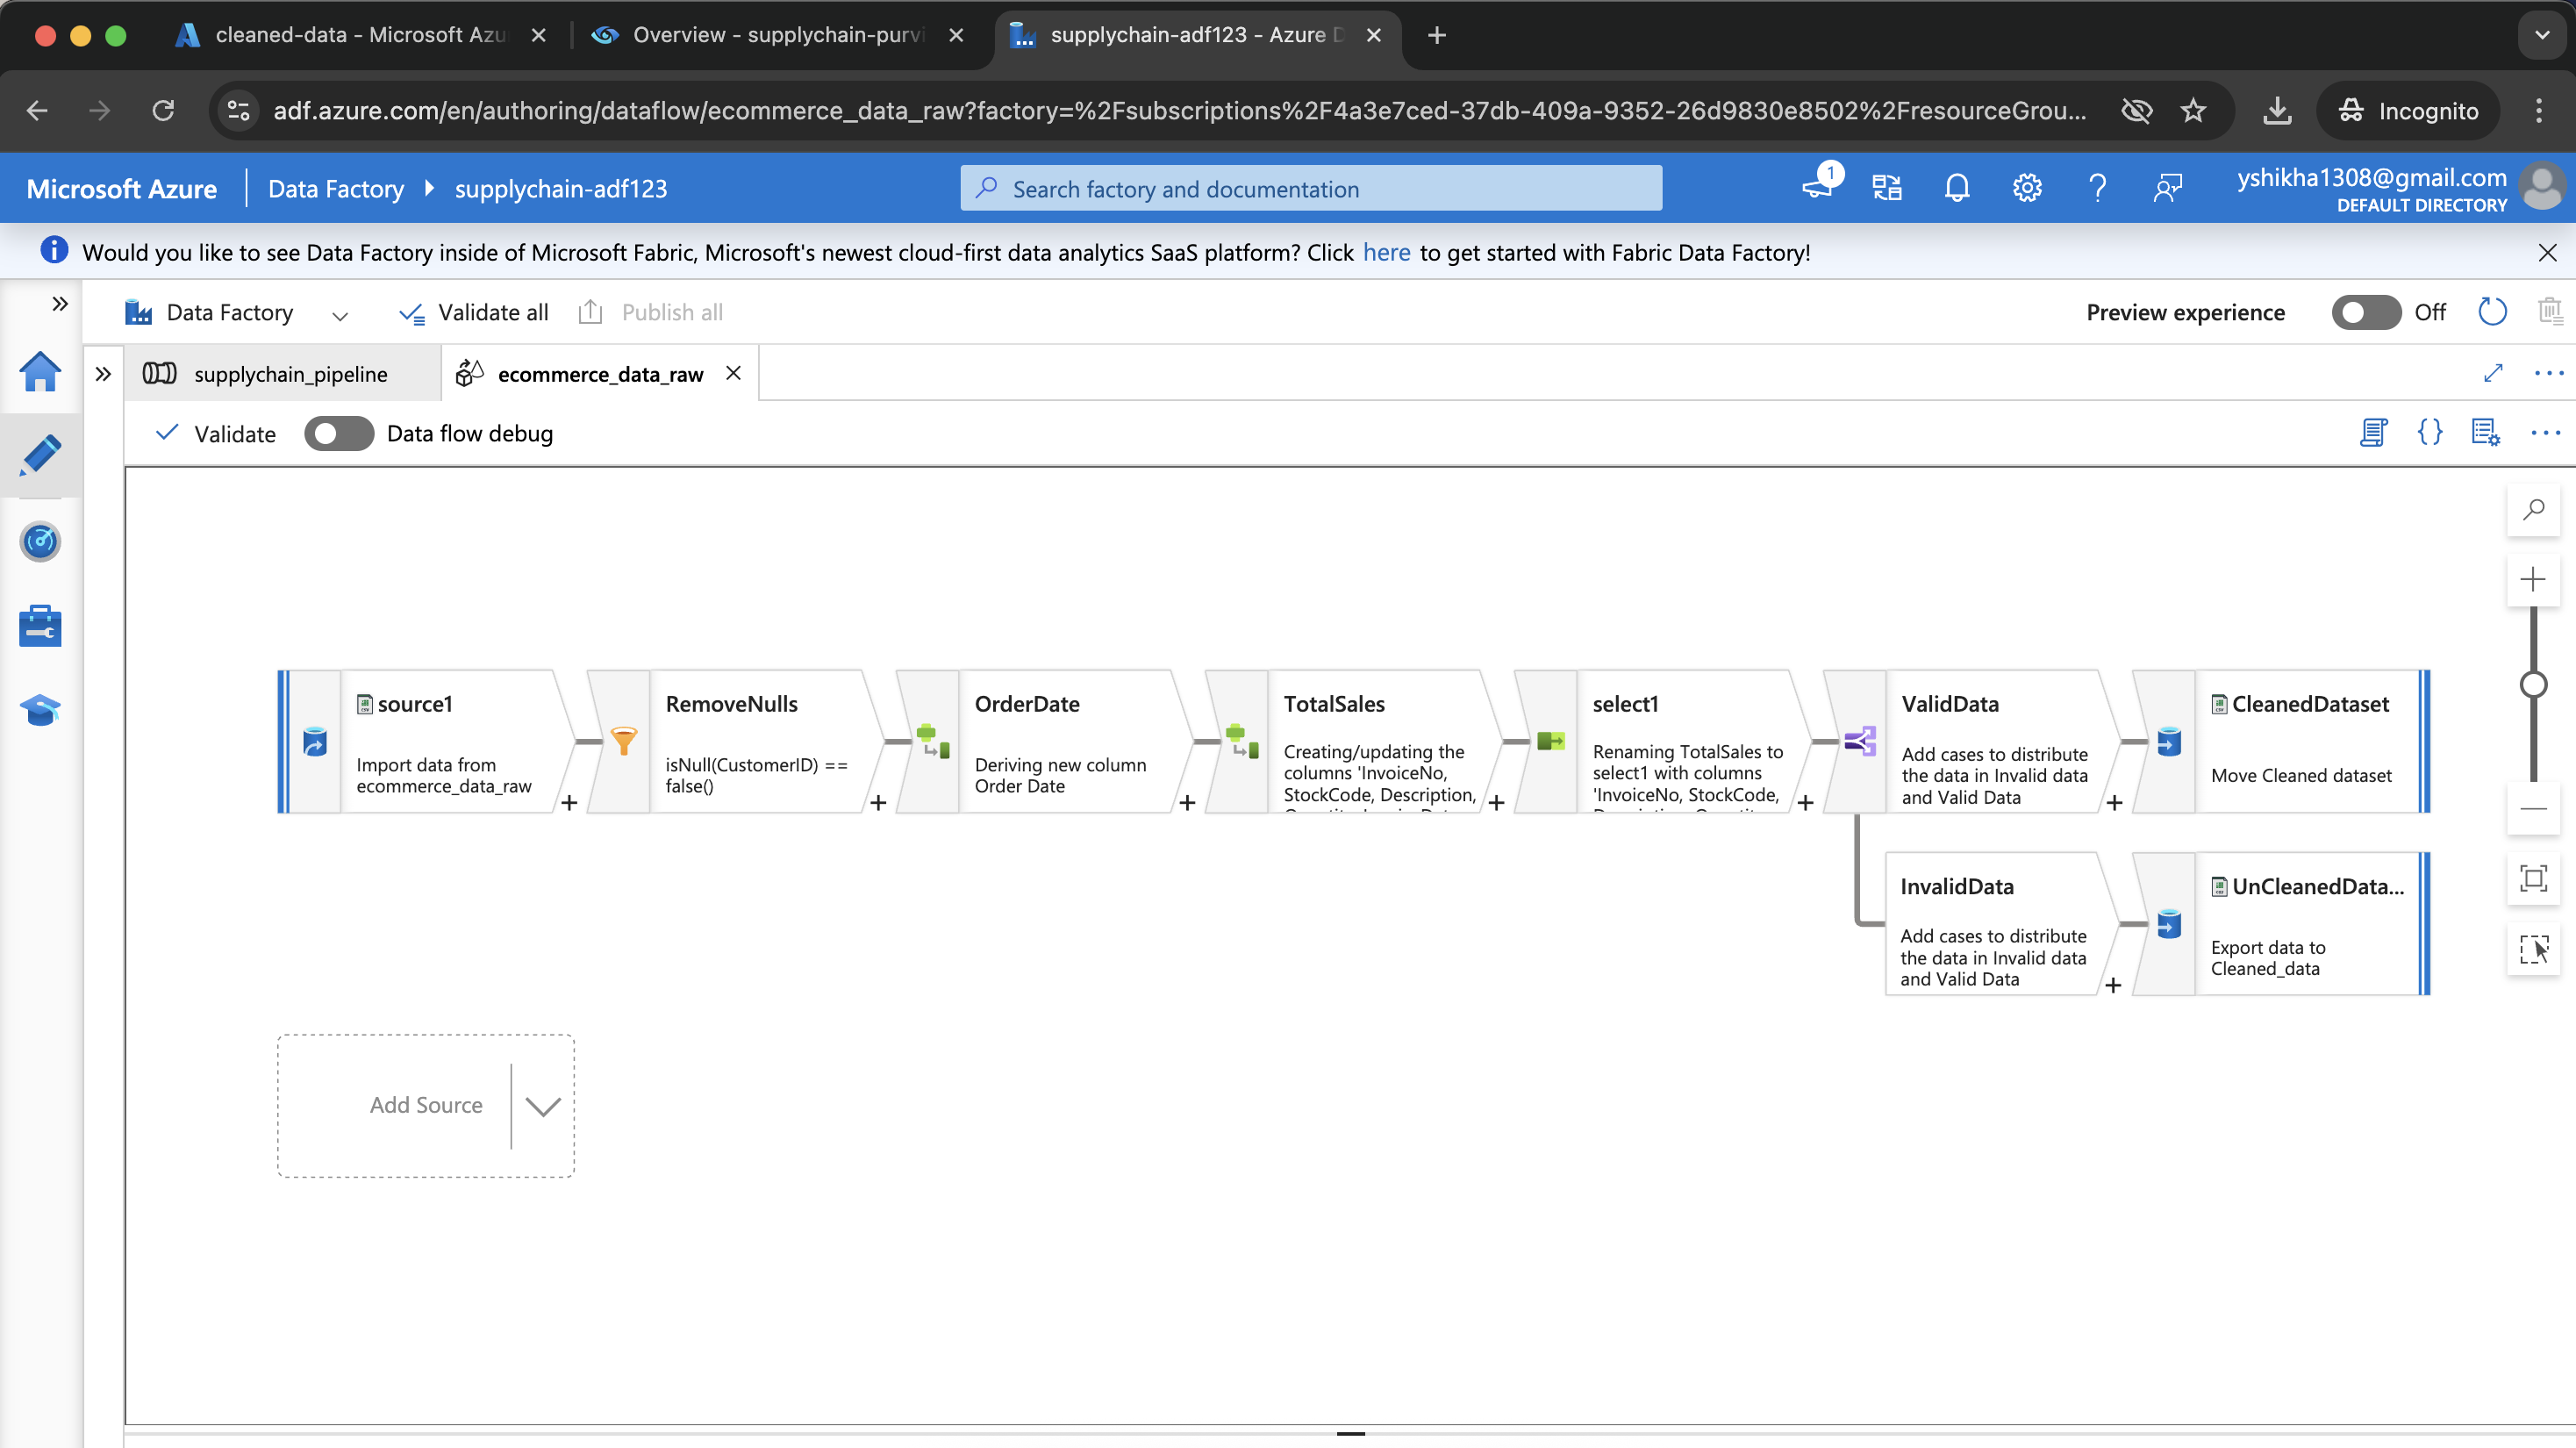 cleaned-data - Microsoft Azu
Overview - supplychain-purvi
supplychain-adf123 - Azure D
adf.azure.com/en/authoring/dataflow/ecommerce_data_raw?factory=%2Fsubscriptions%2F4a3e7ced-37db-409a-9352-26d9830e8502%2FresourceGrou...
Incognito
Microsoft Azure
Data Factory
supplychain-adf123
Search factory and documentation
1
yshikha1308@gmail.com
DEFAULT DIRECTORY
Would you like to see Data Factory inside of Microsoft Fabric, Microsoft's newest cloud-first data analytics SaaS platform? Click here to get started with Fabric Data Factory!
Data Factory
Validate all
Publish all
Preview experience
Off
supplychain_pipeline
ecommerce_data_raw
Validate
Data flow debug
source1
Import data from
ecommerce_data_raw
RemoveNulls
isNull(CustomerID) ==
false()
OrderDate
Deriving new column
Order Date
TotalSales
Creating/updating the
columns 'InvoiceNo,
StockCode, Description,
select1
Renaming TotalSales to
select1 with columns
'InvoiceNo, StockCode,
ValidData
Add cases to distribute
the data in Invalid data
and Valid Data
CleanedDataset
Move Cleaned dataset
InvalidData
Add cases to distribute
the data in Invalid data
and Valid Data
UnCleanedData...
Export data to
Cleaned_data
Add Source